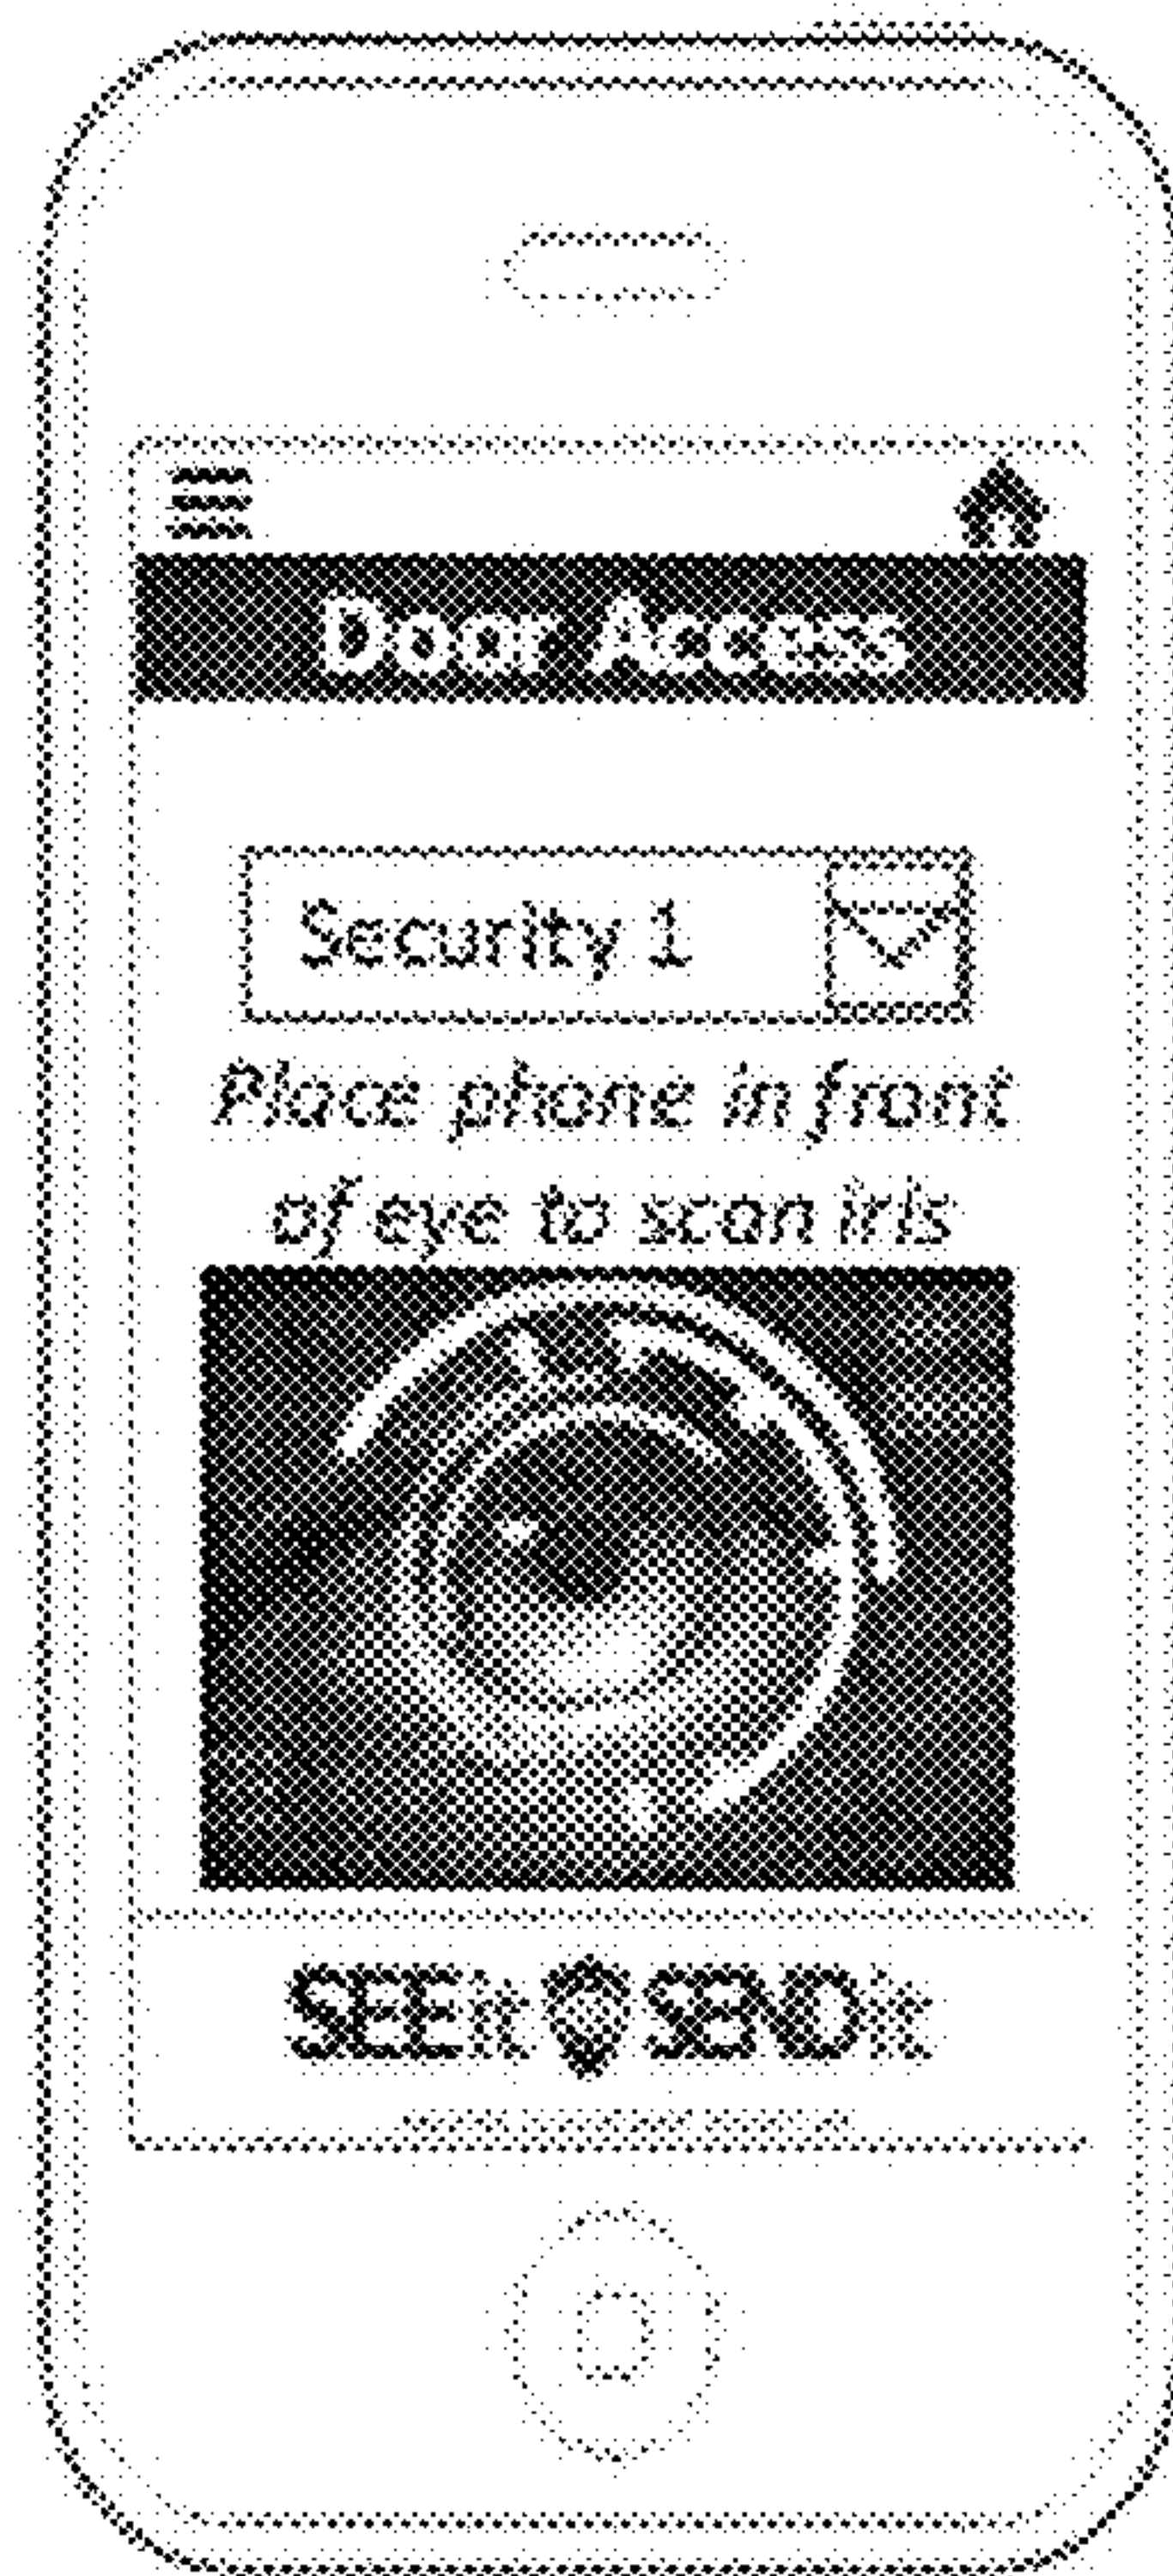 Door Access
Security 1
Place phone in front
of eye to scan iris
SEEit SENDit